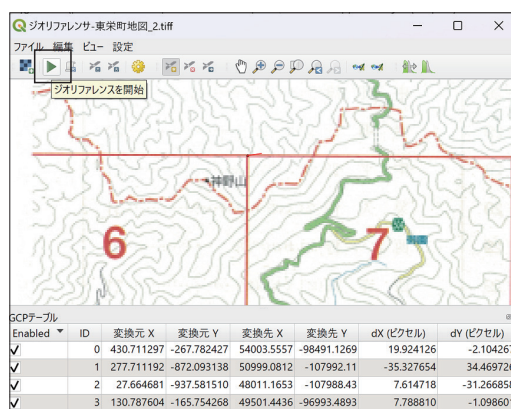 ジオリファレンサ-東栄町地図_2.tiff
ファイル 編集 ビュー 設定
ジオリファレンスを開始
神野山
6
7
GCPテーブル
Enabled ID 変換元 X 変換元 Y 変換先 X 変換先 Y dX (ピクセル) dY (ピクセル)
0 430.711297 -267.782427 54003.5557 -98491.1269 19.924126 -2.104267
1 277.711192 -872.093138 50999.0812 -107992.11 -35.327654 34.469726
2 27.664681 -937.581510 48011.1653 -107988.43 7.614718 -31.266858
3 130.787604 -165.754268 49501.4436 -96993.4893 7.788810 -1.098601